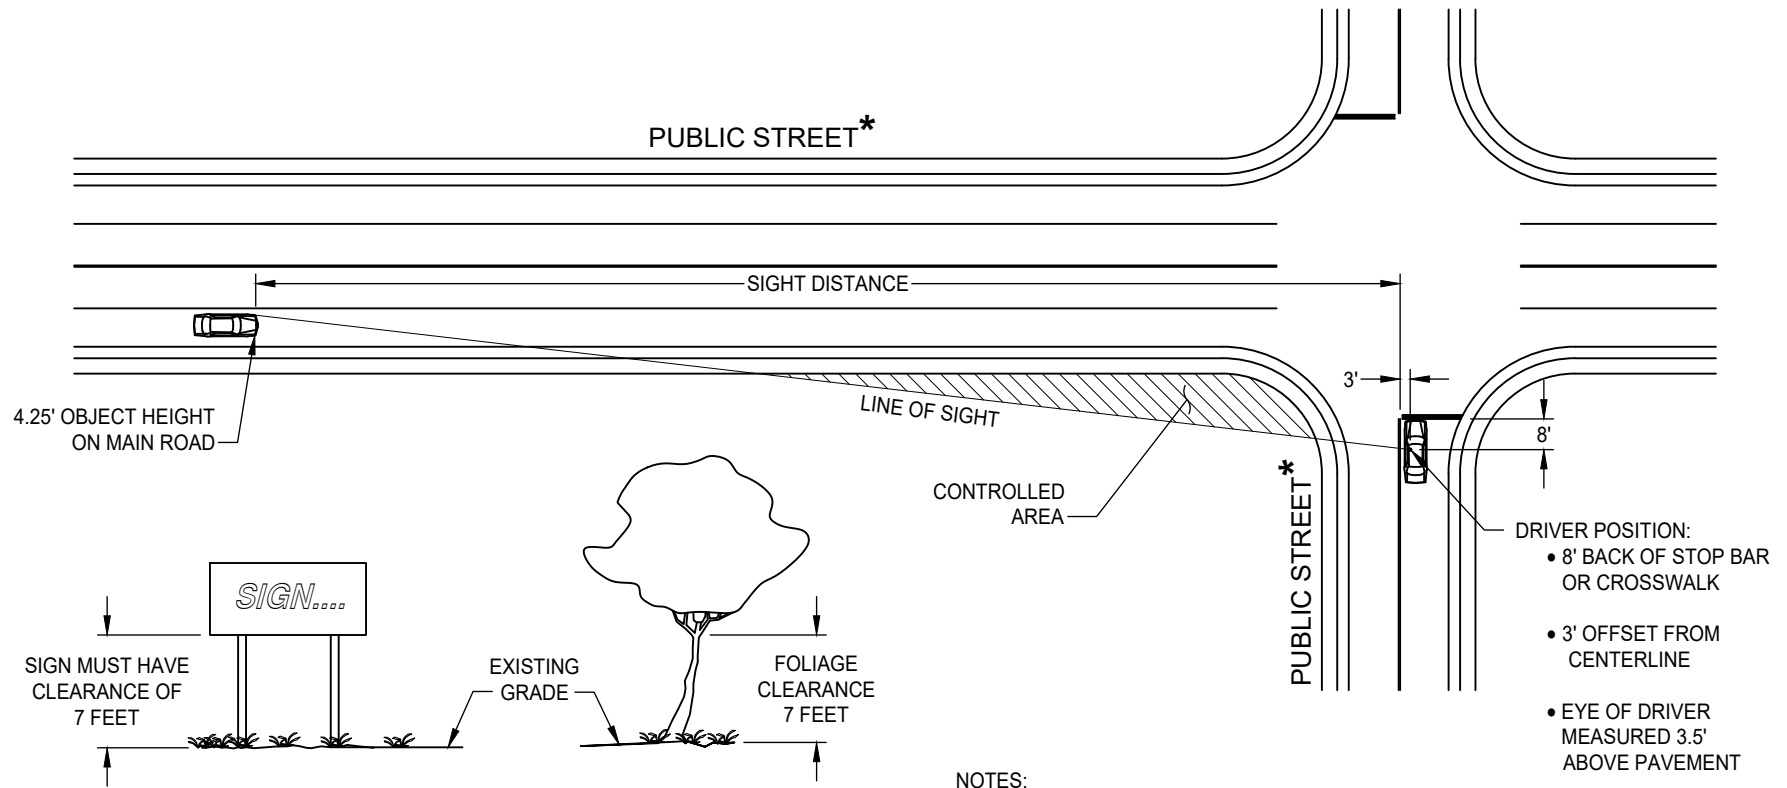 PUBLIC STREET*
SIGHT DISTANCE
3'
4.25' OBJECT HEIGHT
ON MAIN ROAD
LINE OF SIGHT
8'
CONTROLLED
AREA
PUBLIC STREET*
DRIVER POSITION:
• 8' BACK OF STOP BAR
OR CROSSWALK
• 3' OFFSET FROM
CENTERLINE
• EYE OF DRIVER
MEASURED 3.5'
ABOVE PAVEMENT
SIGN....
SIGN MUST HAVE
CLEARANCE OF
7 FEET
EXISTING
GRADE
FOLIAGE
CLEARANCE
7 FEET
NOTES: